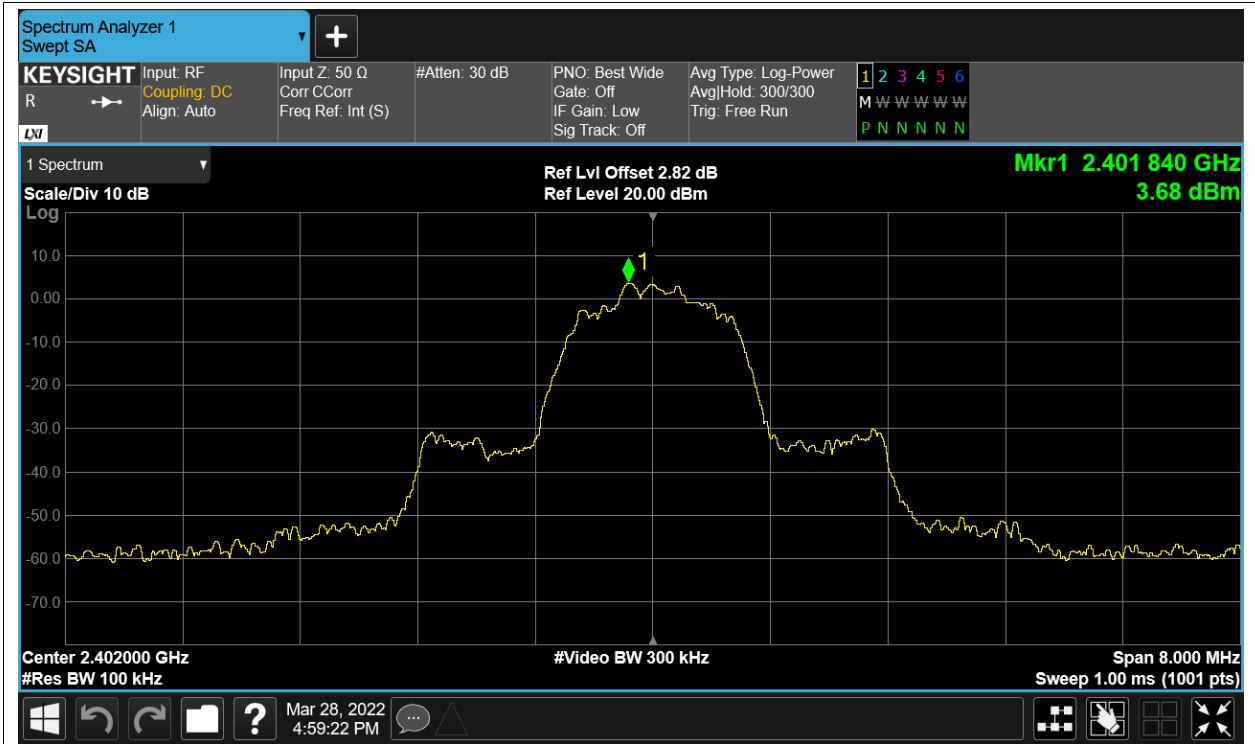 Spectrum Analyzer 1
Swept SA
KEYSIGHT
R
LXI
Input: RF
Coupling: DC
Align: Auto
Input Z: 50 Ω
Corr CCorr
Freq Ref: Int (S)
#Atten: 30 dB
PNO: Best Wide
Gate: Off
IF Gain: Low
Sig Track: Off
Avg Type: Log-Power
Avg|Hold: 300/300
Trig: Free Run
1 2 3 4 5 6
M W W W W W
P N N N N N
1 Spectrum
Scale/Div 10 dB
Log
Ref Lvl Offset 2.82 dB
Ref Level 20.00 dBm
Mkr1 2.401 840 GHz
3.68 dBm
1
10.0
0.00
-10.0
-20.0
-30.0
-40.0
-50.0
-60.0
-70.0
Center 2.402000 GHz
#Video BW 300 kHz
Span 8.000 MHz
#Res BW 100 kHz
Sweep 1.00 ms (1001 pts)
?
Mar 28, 2022
4:59:22 PM